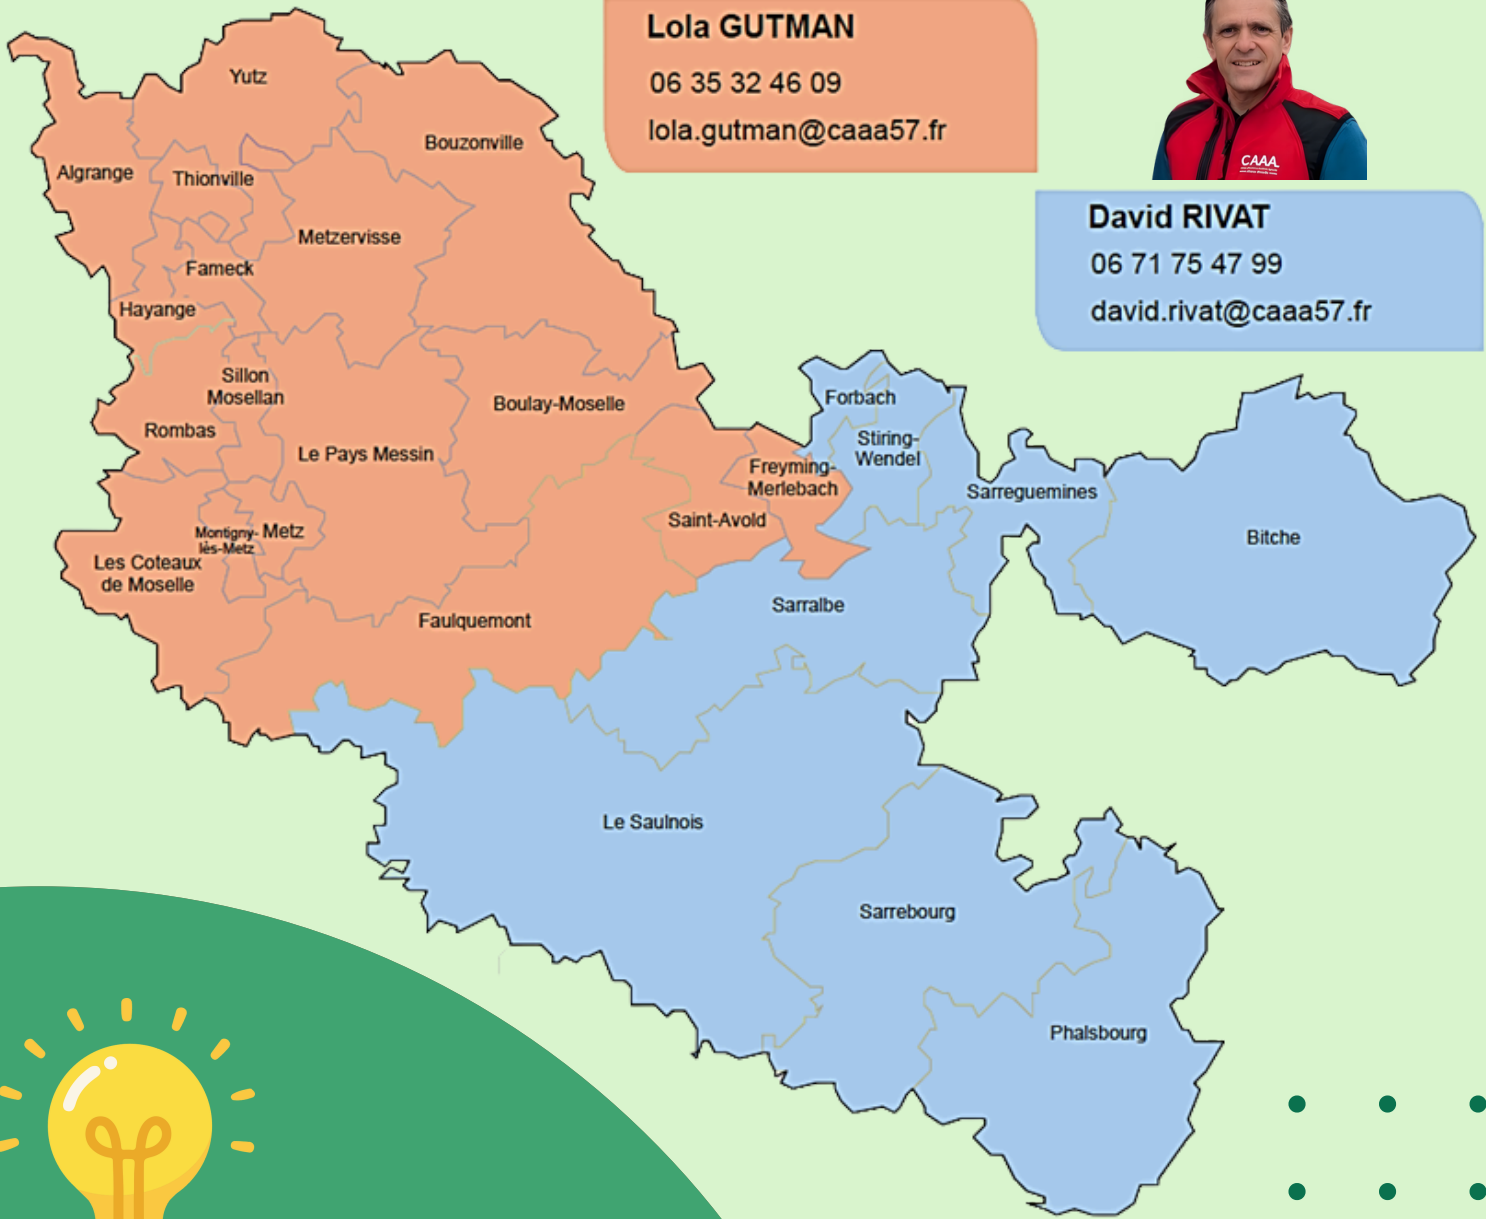 Lola GUTMAN
06 35 32 46 09
lola.gutman@caaa57.fr
CAAA
David RIVAT
06 71 75 47 99
david.rivat@caaa57.fr
Yutz
Bouzonville
Algrange
Thionville
Metzervisse
Fameck
Hayange
Sillon
Mosellan
Rombas
Boulay-Moselle
Le Pays Messin
Forbach
Stiring-
Wendel
Freyming-
Merlebach
Sarreguemines
Saint-Avold
Bitche
Montigny-
lès-Metz
Metz
Les Coteaux
de Moselle
Faulquemont
Sarralbe
Le Saulnois
Sarrebourg
Phalsbourg